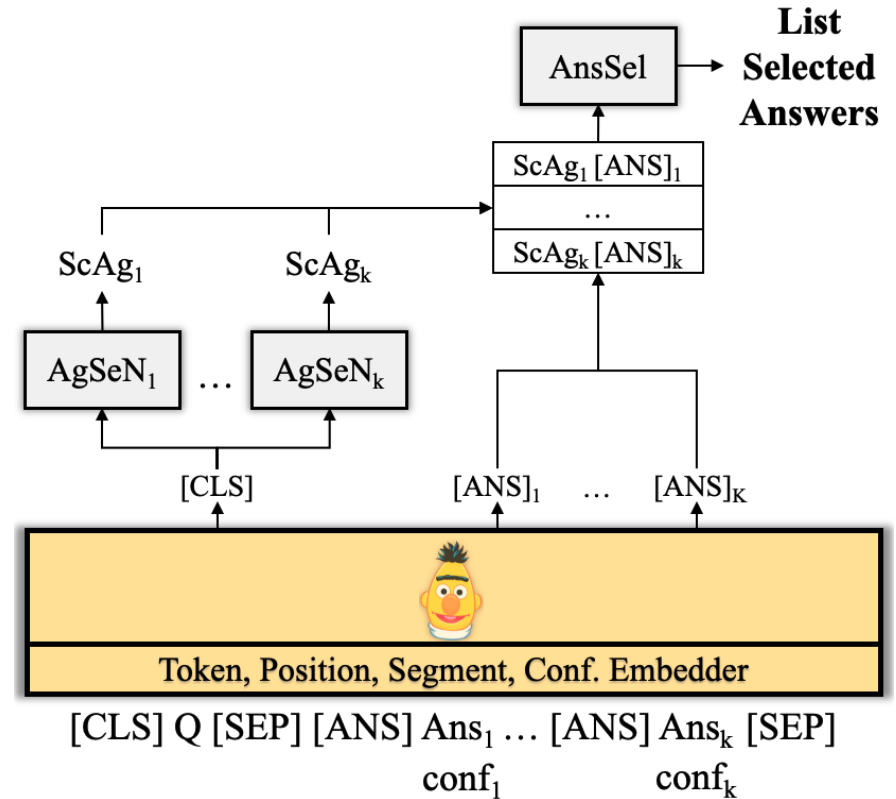 List
Selected
Answers
AnsSel
ScAg₁ [ANS]₁
...
ScAgₖ [ANS]ₖ
ScAg₁ ScAgₖ
AgSeN₁ ... AgSeNₖ
[CLS] [ANS]₁ ... [ANS]K
Token, Position, Segment, Conf. Embedder
[CLS] Q [SEP] [ANS] Ans₁ ... [ANS] Ansₖ [SEP]
conf₁ confₖ